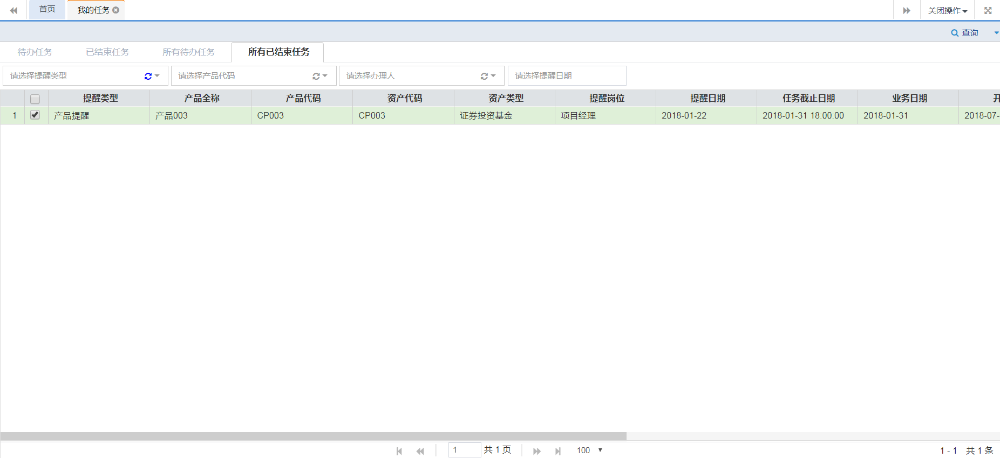 首页 我的任务 关闭操作
查询
待办任务 已结束任务 所有待办任务 所有已结束任务
请选择提醒类型 请选择产品代码 请选择办理人 请选择提醒日期
提醒类型 产品全称 产品代码 资产代码 资产类型 提醒岗位 提醒日期 任务截止日期 业务日期 开
1 产品提醒 产品003 CP003 CP003 证券投资基金 项目经理 2018-01-22 2018-01-31 18:00:00 2018-01-31 2018-07-
1 共 1 页 100 1 - 1 共 1 条